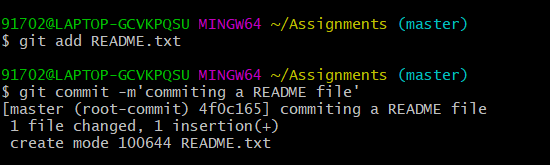 91702@LAPTOP-GCVKPQSU MINGW64 ~/Assignments (master)
$ git add README.txt
91702@LAPTOP-GCVKPQSU MINGW64 ~/Assignments (master)
$ git commit -m'commiting a README file'
[master (root-commit) 4f0c165] commiting a README file
 1 file changed, 1 insertion(+)
 create mode 100644 README.txt